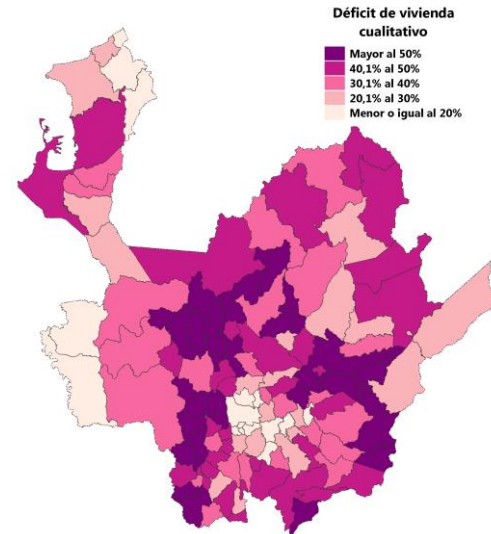 Déficit de vivienda
cualitativo
Mayor al 50%
40,1% al 50%
30,1% al 40%
20,1% al 30%
Menor o igual al 20%